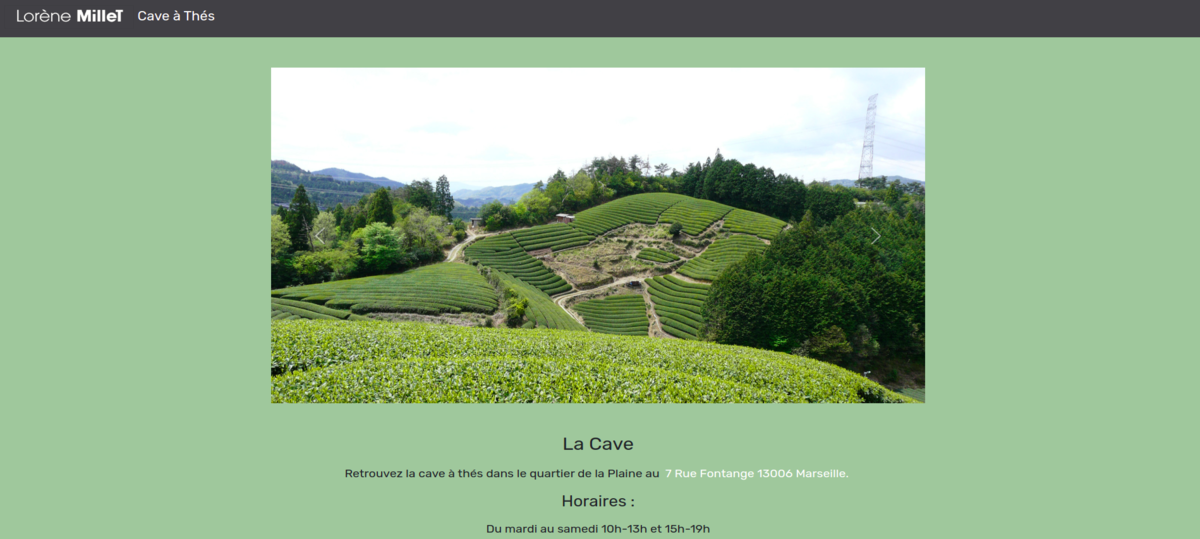 Lorène MilleT Cave à Thés
La Cave
Retrouvez la cave à thés dans le quartier de la Plaine au 7 Rue Fontange 13006 Marseille.
Horaires :
Du mardi au samedi 10h-13h et 15h-19h